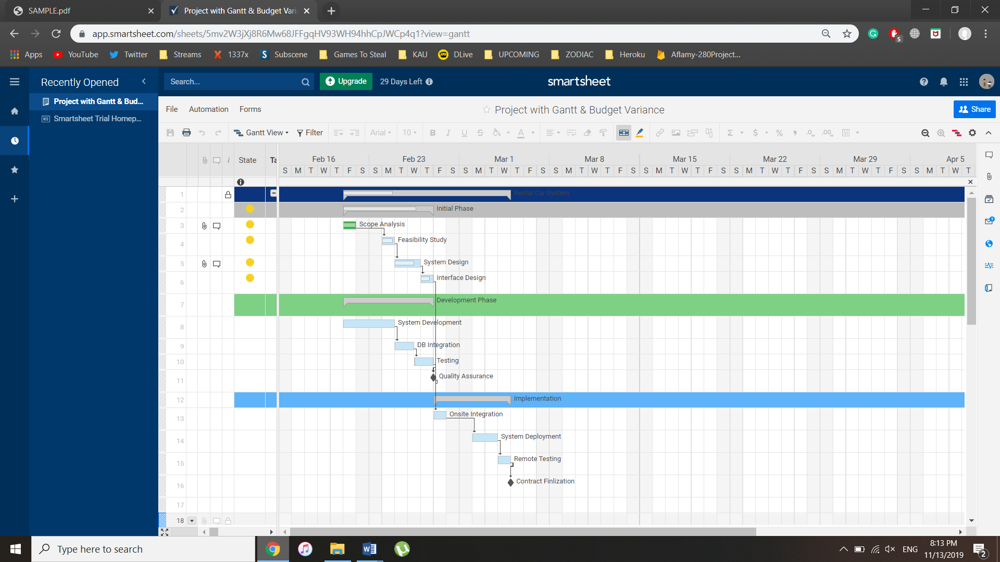 SAMPLE.pdf
Project with Gantt & Budget Vari
app.smartsheet.com/sheets/5mv2W3jXj8R6Mw68JFFgqHV93WH94hhCpJWCp4q1?view=gantt
5
Apps YouTube Twitter Streams 1337x Subscene Games To Steal KAU DLive UPCOMING ZODIAC Heroku Aflamy-280Project...
Recently Opened
Search...
Upgrade
29 Days Left
smartsheet
Project with Gantt & Bud...
Smartsheet Trial Homep...
File Automation Forms
Project with Gantt & Budget Variance
Share
Gantt View Filter Arial 10 B I U S A Σ $ % .0 .00
State Ta
Feb 16 Feb 23 Mar 1 Mar 8 Mar 15 Mar 22 Mar 29 Apr 5
S M T W T F S S M T W T F S S M T W T F S S M T W T F S S M T W T F S S M T W T F S S M T W T F S S M T W T
1 Rental Car System
2 Initial Phase
3 Scope Analysis
4 Feasibility Study
5 System Design
6 Interface Design
7 Development Phase
8 System Development
9 DB Integration
10 Testing
11 Quality Assurance
12 Implementation
13 Onsite Integration
14 System Deployment
15 Remote Testing
16 Contract Finlization
17
18
Type here to search
ENG
8:13 PM
11/13/2019
2